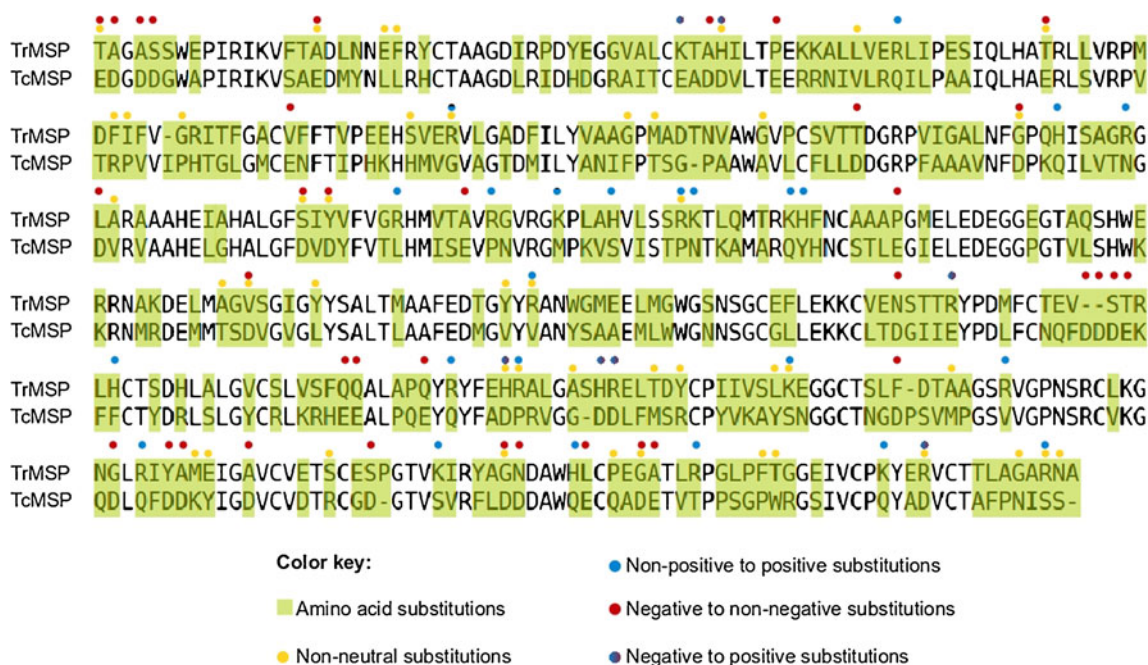 TrMSP TAGASSWEPIRIKVFTADLNNEFRYCTAAGDIRPDYEGGVALCKTAHILTPEKKALLVERLIPESIQLHATRLLVRPM
TcMSP EDGDDGWAPIRIKVSAEDMYNLLRHCTAAGDLRIDHDGRAITCEADDVLTEERRNIVLRQILPAAIQLHAERLSVRPY
TrMSP DFIFV-GRITFGACVFFTVPEEHSVERVLGADFILYVAAGPMADTNVAWGVPCSVTTDGRPVIGALNFGPQHISAGRG
TcMSP TRPVVIPHTGLGMCENFTIPHKHHMVGVAGTDMILYANIFPTSG-PAAWAVLCFLLDDGRPFAAAVNFDPKQILVTNG
TrMSP LARAAAHEIAHALGFSIYVFVGRHMVTAVRGVRGKPLAHVLSSRKTLQMTRKHFNCAAAPGMELEDEGGEGTAQSHWE
TcMSP DVRVAAHELGHALGFDVDYFVTLHMISEVPNVRGMPKVSVISTPNTKAMARQYHNCSTLEGIELEDEGGPGTVLSHWK
TrMSP RRNAKDELMAGVSGIGYYSALTMAAFEDTGYYRANWGMEELMGWGSNSGCEFLEKKCVENSTTRYPDMFCTEV--STR
TcMSP KRNMRDEMMTSDVGVGLYSALTLAAFEDMGVYVANYSAAEMLWWGNNSGCGLLEKKCLTDGIIEYPDLFCNQFDDDEK
TrMSP LHCTSDHLALGVCSLVSFQQALAPQYRYFEHRALGASHRELTDYCPIIVSLKEGGCTSLF-DTAAGSRVGPNSRCLKG
TcMSP FFCTYDRLSLGYCRLKRHEEALPQEYQYFADPRVGG-DDLFMSRCPYVKAYSNGGCTNGDPSVMPGSVVGPNSRCVKG
TrMSP NGLRIYAMEIGAVCVETSCESPGTVKIRYAGNDAWHLCPEGATLRPGLPFTGGEIVCPKYERVCTTLAGARNA
TcMSP QDLQFDDKYIGDVCVDTRCGD-GTVSVRFLDDDAWQECQADETVTPPSGPWRGSIVCPQYADVCTAFPNISS-
Color key:
Amino acid substitutions
Non-neutral substitutions
Non-positive to positive substitutions
Negative to non-negative substitutions
Negative to positive substitutions